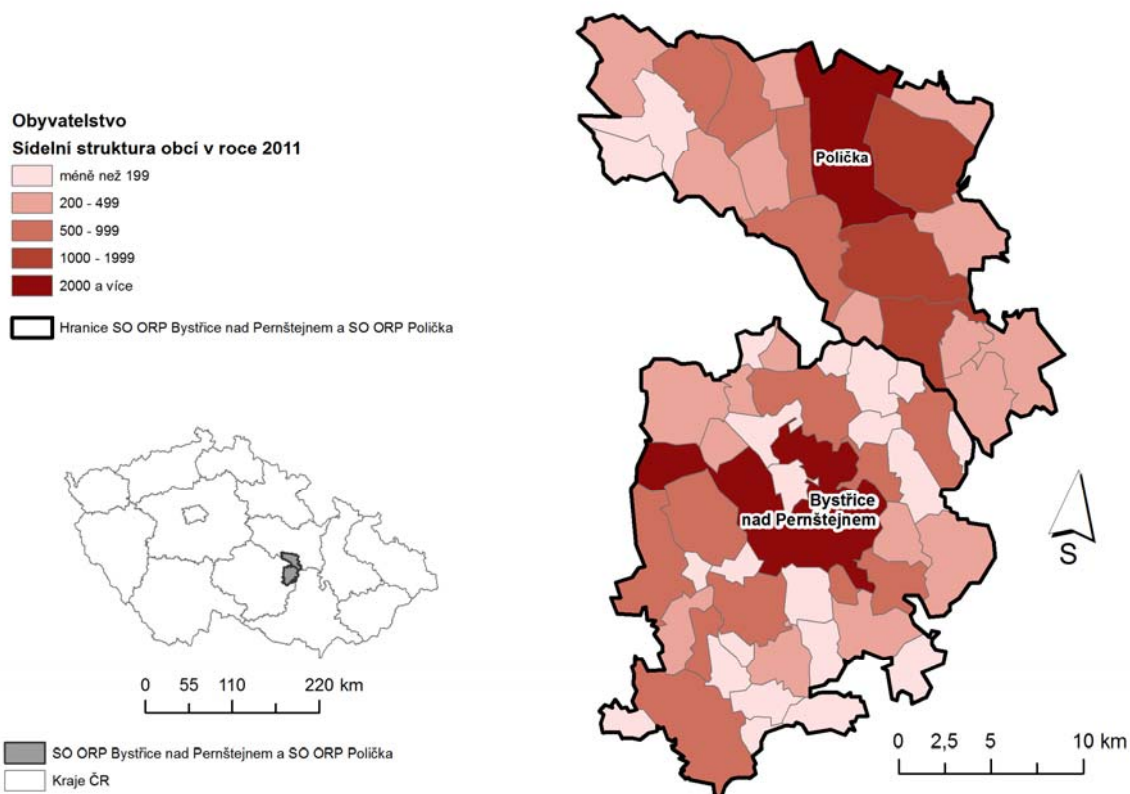 Obyvatelstvo
Sídelní struktura obcí v roce 2011
méně než 199
200 - 499
500 - 999
1000 - 1999
2000 a více
Hranice SO ORP Bystřice nad Pernštejnem a SO ORP Polička
0 55 110 220 km
SO ORP Bystřice nad Pernštejnem a SO ORP Polička
Kraje ČR
Polička
Bystřice
nad Pernštejnem
S
0 2,5 5 10 km